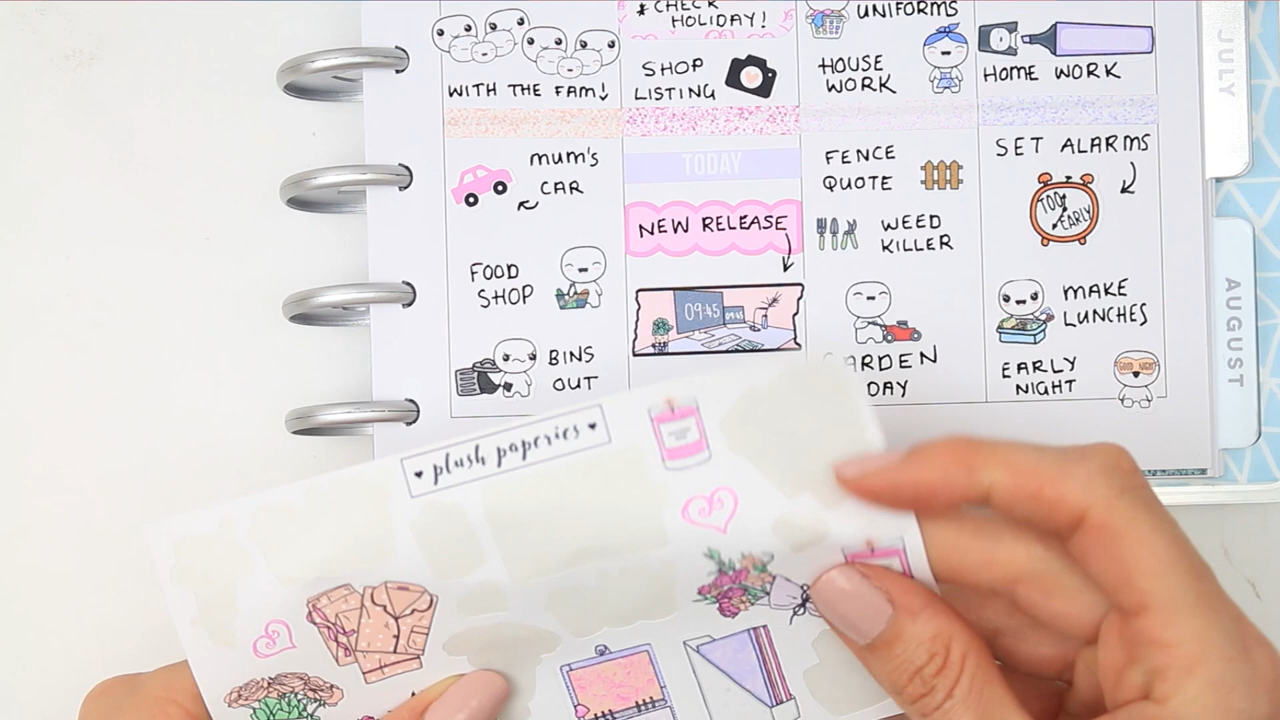 WITH THE FAM↓
* CHECK
HOLIDAY!
SHOP
LISTING
UNIFORMS
HOUSE
WORK
HOME WORK
mum's
CAR
FOOD
SHOP
BINS
OUT
TODAY
NEW RELEASE
09:45
FENCE
QUOTE
WEED
KILLER
ARDEN
DAY
SET ALARMS
TOO
EARLY
MAKE
LUNCHES
EARLY
NIGHT
GOOD NIGHT
♥ plush paperies ♥
JULY
AUGUST